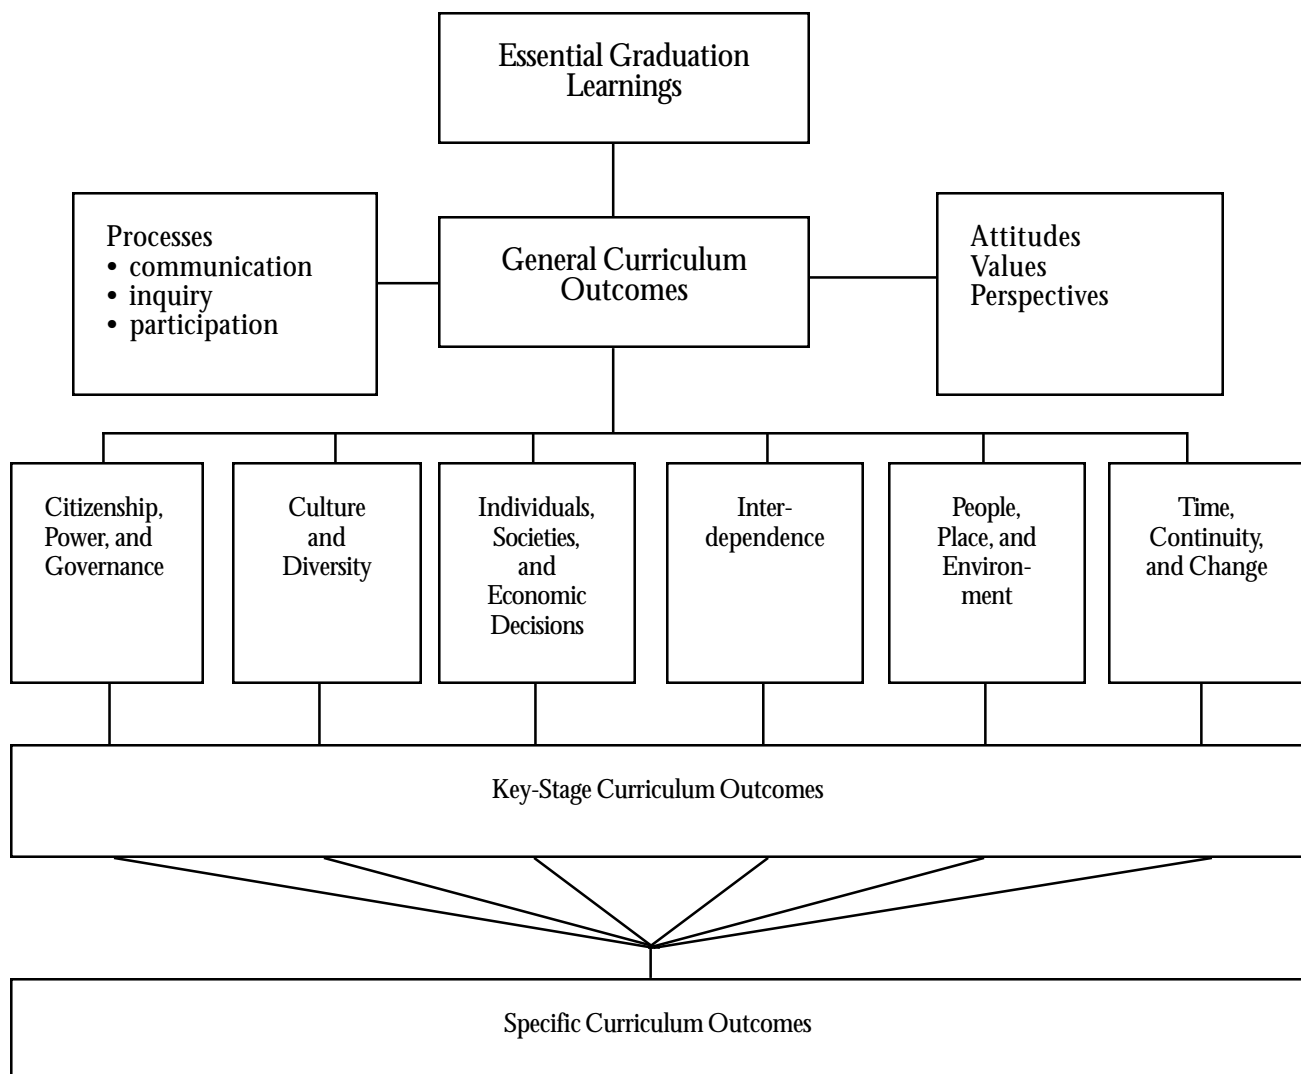 Essential Graduation
Learnings
Processes
• communication
• inquiry
• participation
General Curriculum
Outcomes
Attitudes
Values
Perspectives
Citizenship,
Power, and
Governance
Culture
and
Diversity
Individuals,
Societies,
and
Economic
Decisions
Inter-
dependence
People,
Place, and
Environ-
ment
Time,
Continuity,
and Change
Key-Stage Curriculum Outcomes
Specific Curriculum Outcomes